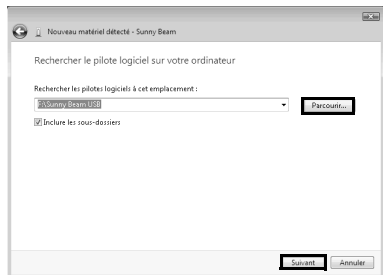 Nouveau matériel détecté - Sunny Beam
Rechercher le pilote logiciel sur votre ordinateur
Rechercher les pilotes logiciels à cet emplacement :
F:\Sunny Beam USB
Parcourir...
Inclure les sous-dossiers
Suivant
Annuler